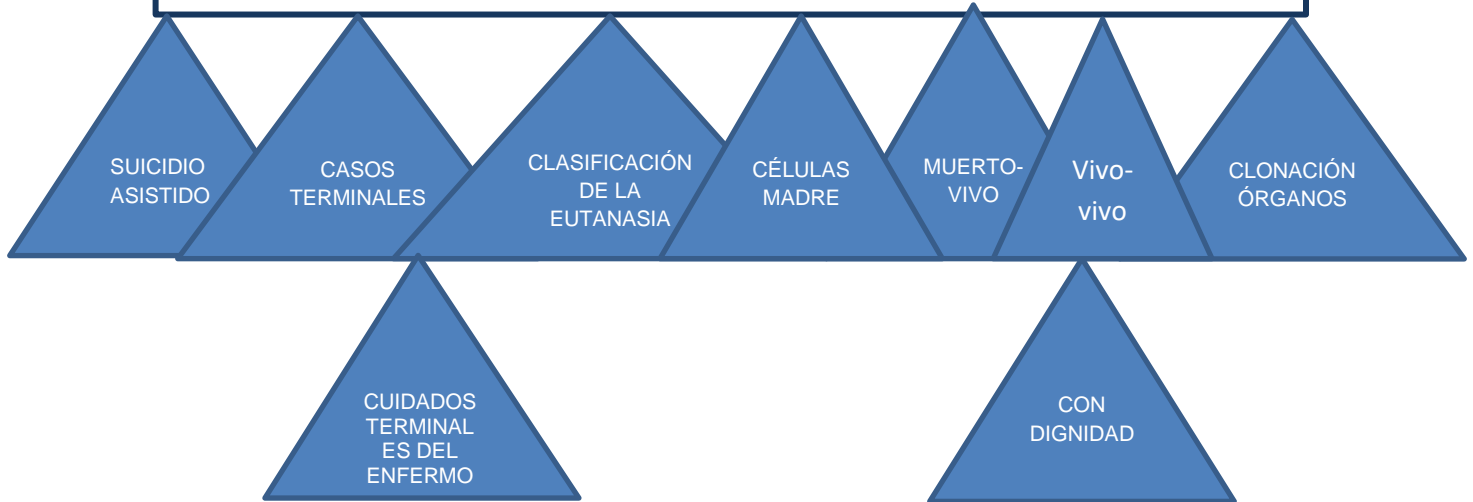 SUICIDIO
ASISTIDO
CASOS
TERMINALES
CLASIFICACIÓN
DE LA
EUTANASIA
CÉLULAS
MADRE
MUERTO-
VIVO
Vivo-
vivo
CLONACIÓN
ÓRGANOS
CUIDADOS
TERMINAL
ES DEL
ENFERMO
CON
DIGNIDAD